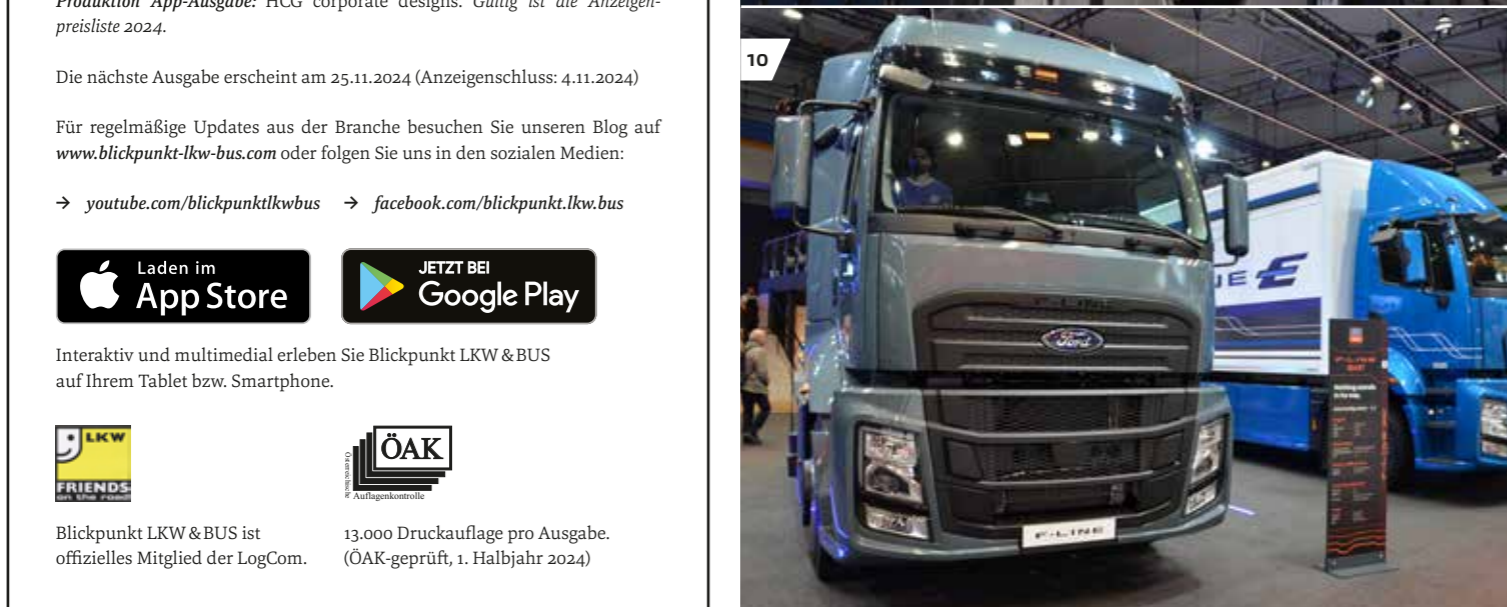 Produktion App-Ausgabe: HCG corporate designs. Gültig ist die Anzeigen-
preisliste 2024.
Die nächste Ausgabe erscheint am 25.11.2024 (Anzeigenschluss: 4.11.2024)
Für regelmäßige Updates aus der Branche besuchen Sie unseren Blog auf
www.blickpunkt-lkw-bus.com oder folgen Sie uns in den sozialen Medien:
→ youtube.com/blickpunktlkwbus → facebook.com/blickpunkt.lkw.bus
Laden im
App Store
JETZT BEI
Google Play
Interaktiv und multimedial erleben Sie Blickpunkt LKW & BUS
auf Ihrem Tablet bzw. Smartphone.
LKW
FRIENDS
on the road!
ÖAK
Österreichische
Auflagenkontrolle
Blickpunkt LKW & BUS ist
offizielles Mitglied der LogCom.
13.000 Druckauflage pro Ausgabe.
(ÖAK-geprüft, 1. Halbjahr 2024)
10
F-LINE
Ford
F-LINE
E
F-LINE